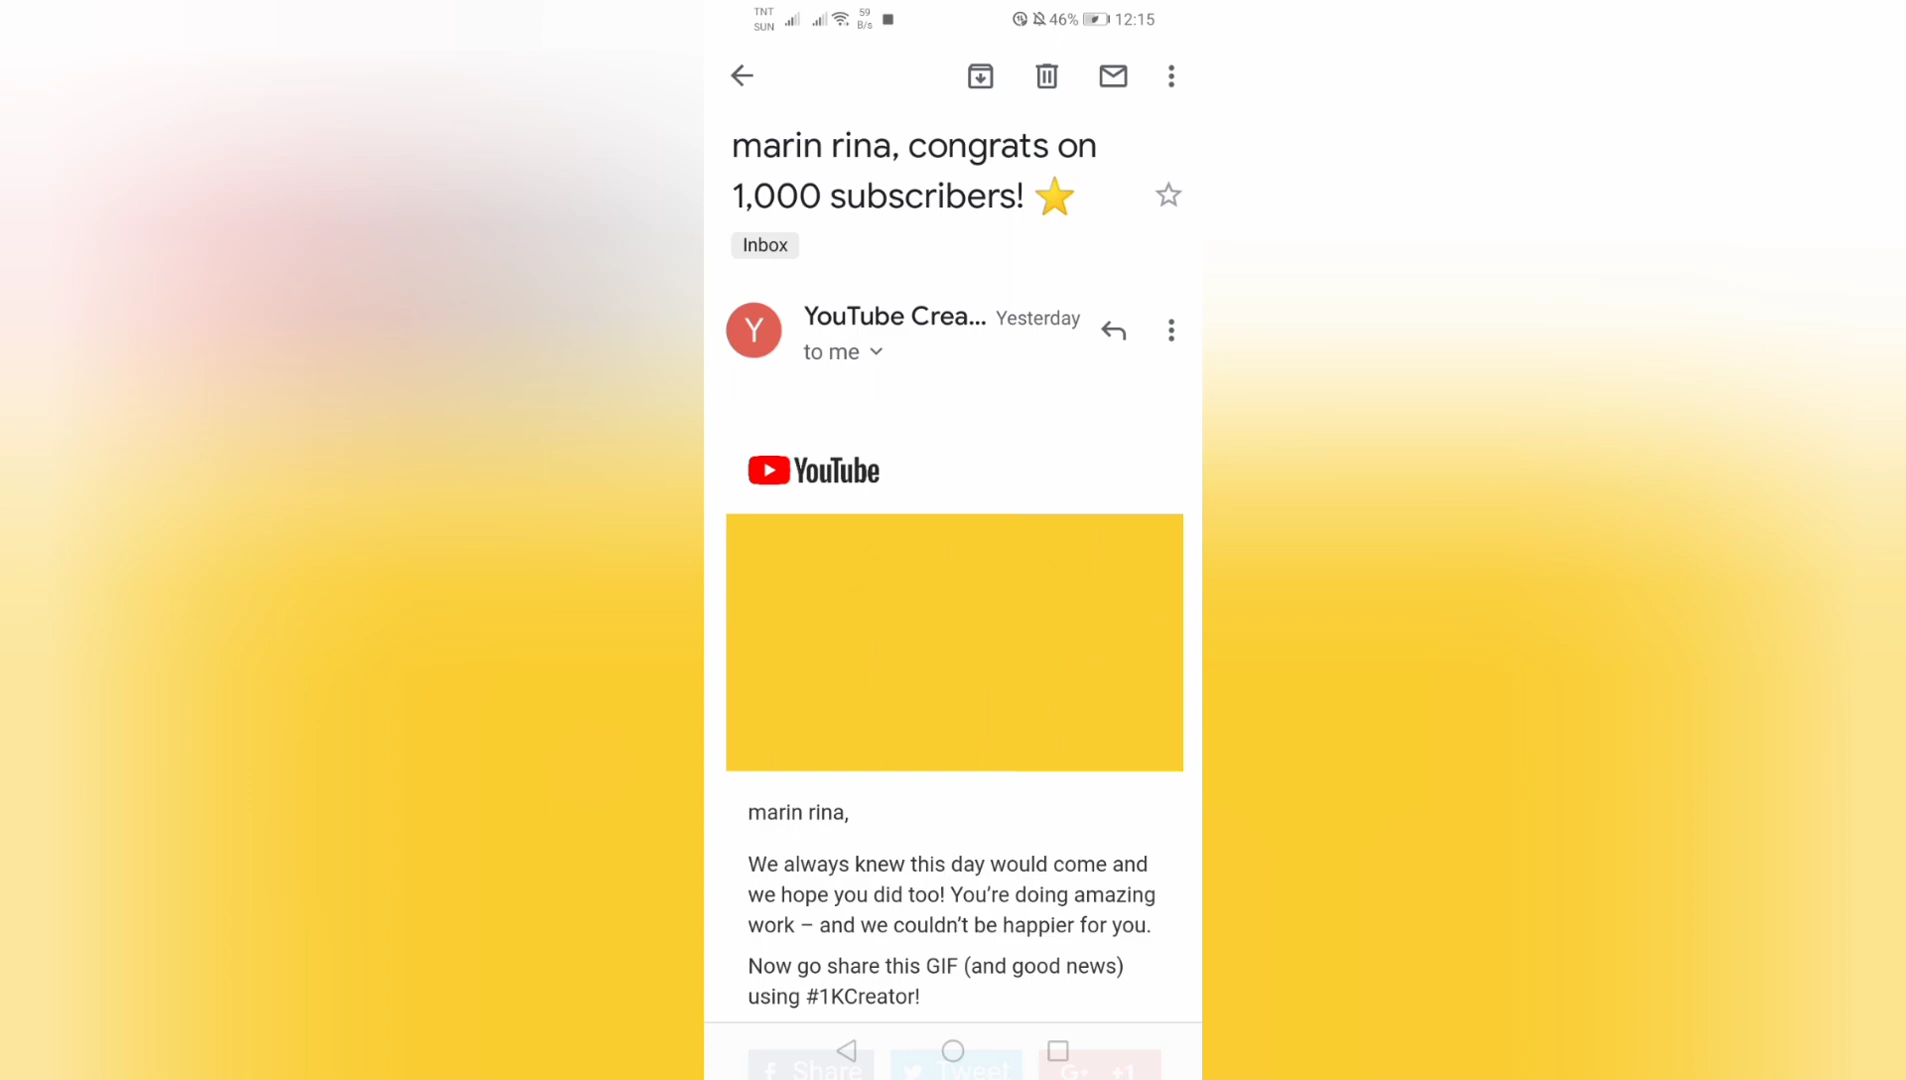 TNT
SUN
59
B/s
46%
12:15
marin rina, congrats on
1,000 subscribers! ⭐
Inbox
Y
YouTube Crea... Yesterday
to me
YouTube
marin rina,
We always knew this day would come and
we hope you did too! You’re doing amazing
work – and we couldn’t be happier for you.
Now go share this GIF (and good news)
using #1KCreator!
f Share
Tweet
G+ +1